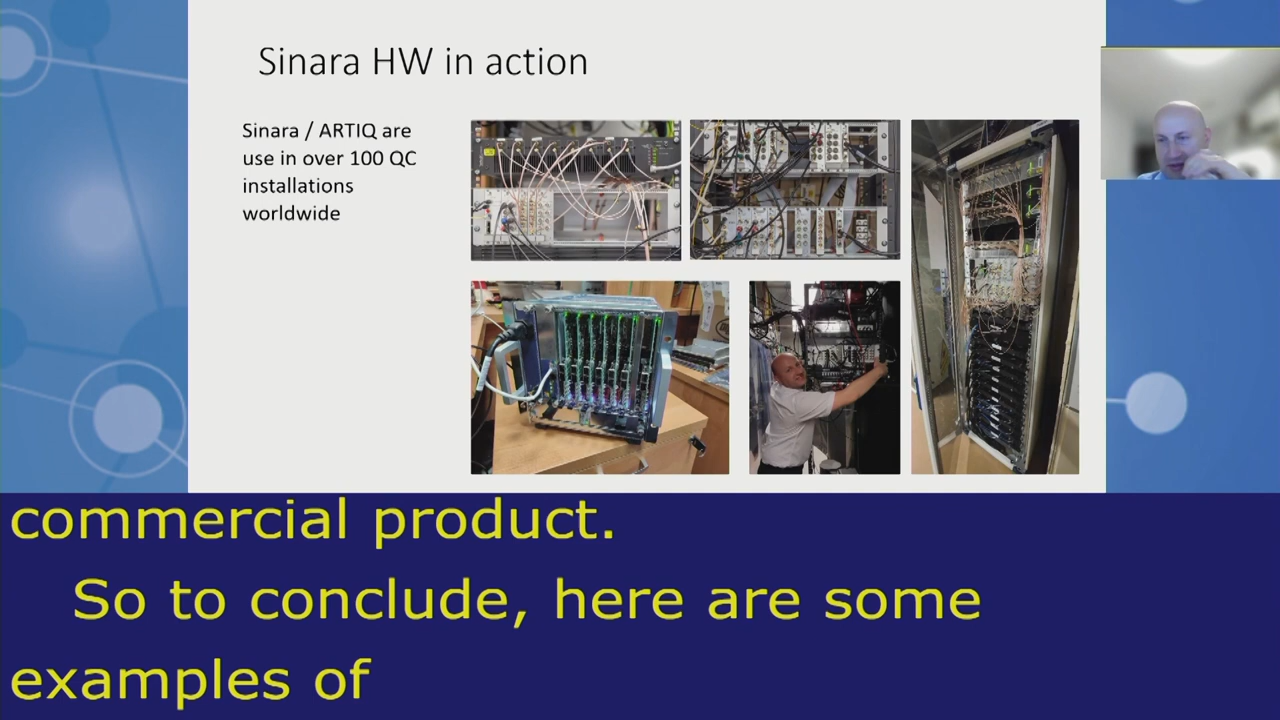 Sinara HW in action
Sinara / ARTIQ are
use in over 100 QC
installations
worldwide
commercial product.
So to conclude, here are some
examples of